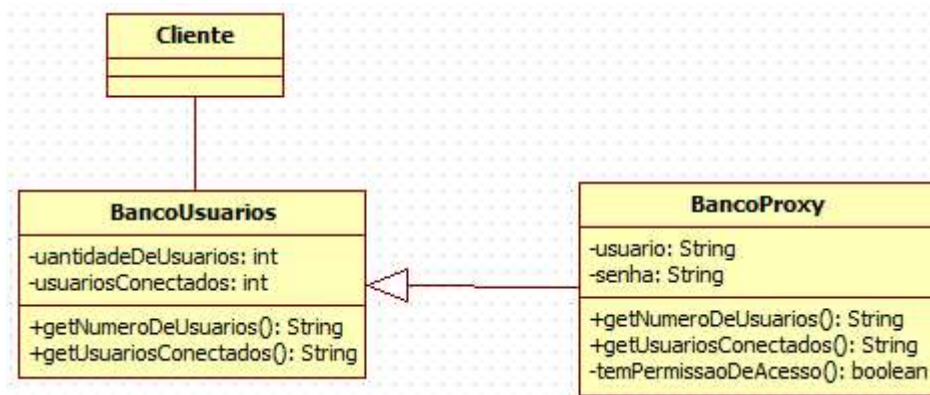 Cliente
BancoUsuarios
-uantidadeDeUsuarios: int
-usuariosConectados: int
+getNumeroDeUsuarios(): String
+getUsuariosConectados(): String
BancoProxy
-usuario: String
-senha: String
+getNumeroDeUsuarios(): String
+getUsuariosConectados(): String
-temPermissaoDeAcesso(): boolean